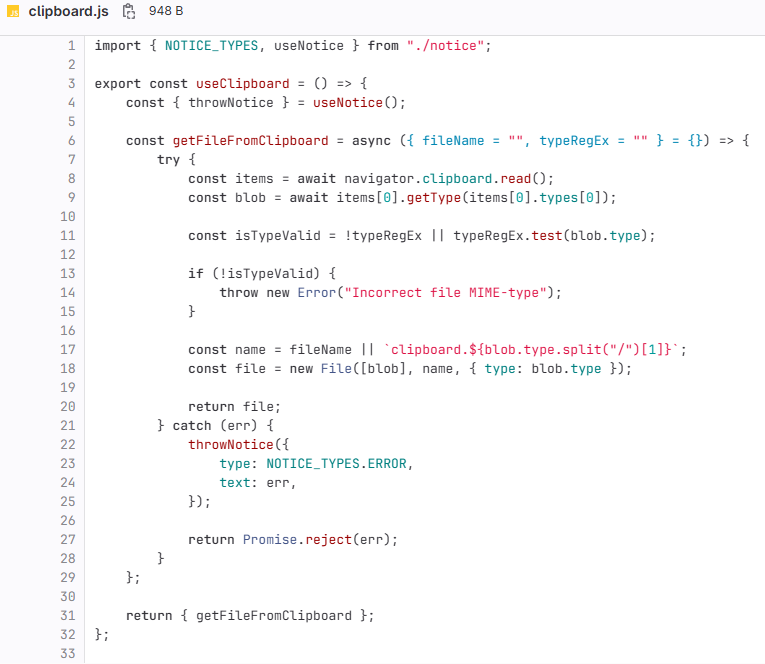 clipboard.js 948 B
1 import { NOTICE_TYPES, useNotice } from "./notice";
2
3 export const useClipboard = () => {
4     const { throwNotice } = useNotice();
5
6     const getFileFromClipboard = async ({ fileName = "", typeRegEx = "" } = {}) => {
7         try {
8             const items = await navigator.clipboard.read();
9             const blob = await items[0].getType(items[0].types[0]);
10
11             const isTypeValid = !typeRegEx || typeRegEx.test(blob.type);
12
13             if (!isTypeValid) {
14                 throw new Error("Incorrect file MIME-type");
15             }
16
17             const name = fileName || `clipboard.${blob.type.split("/")[1]}`;
18             const file = new File([blob], name, { type: blob.type });
19
20             return file;
21         } catch (err) {
22             throwNotice({
23                 type: NOTICE_TYPES.ERROR,
24                 text: err,
25             });
26
27             return Promise.reject(err);
28         }
29     };
30
31     return { getFileFromClipboard };
32 };
33